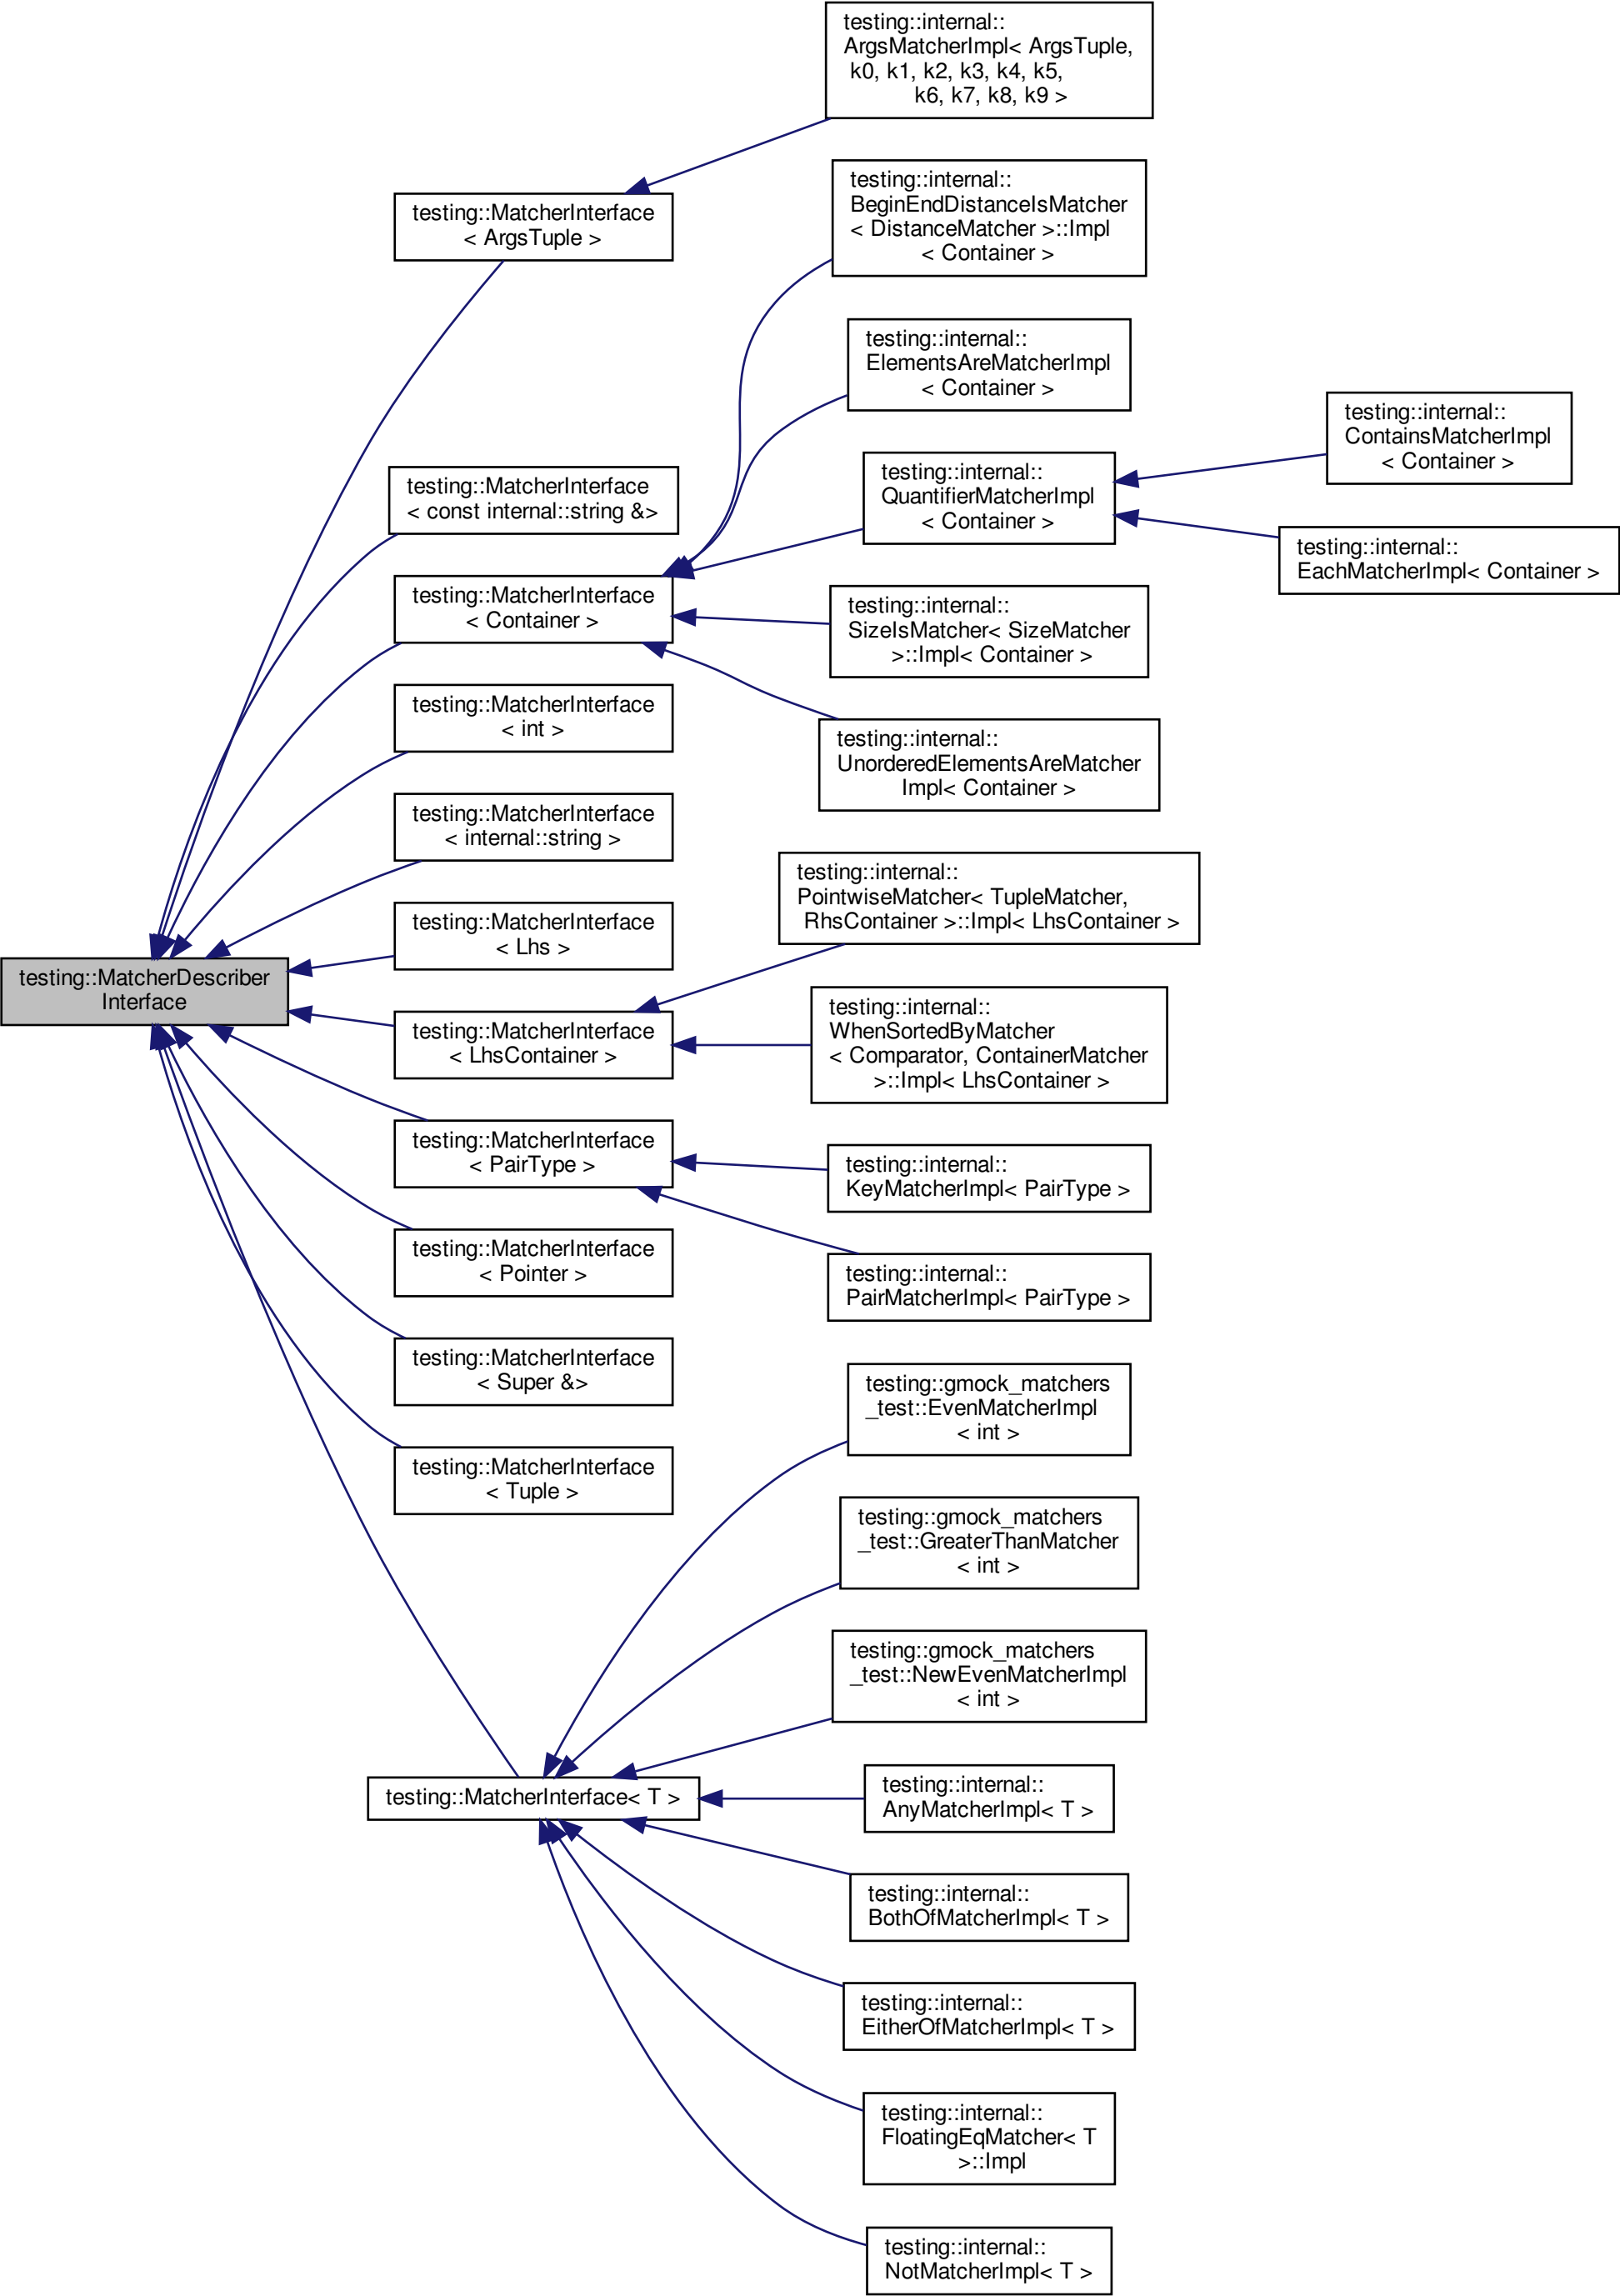 testing::internal::
ArgsMatcherImpl< ArgsTuple,
k0, k1, k2, k3, k4, k5,
k6, k7, k8, k9 >
testing::MatcherInterface
< ArgsTuple >
testing::internal::
BeginEndDistanceIsMatcher
< DistanceMatcher >::Impl
< Container >
testing::internal::
ElementsAreMatcherImpl
< Container >
testing::internal::
ContainsMatcherImpl
< Container >
testing::MatcherInterface
< const internal::string &>
testing::internal::
QuantifierMatcherImpl
< Container >
testing::internal::
EachMatcherImpl< Container >
testing::MatcherInterface
< Container >
testing::internal::
SizeIsMatcher< SizeMatcher
>::Impl< Container >
testing::MatcherInterface
< int >
testing::internal::
UnorderedElementsAreMatcher
Impl< Container >
testing::MatcherInterface
< internal::string >
testing::internal::
PointwiseMatcher< TupleMatcher,
RhsContainer >::Impl< LhsContainer >
testing::MatcherInterface
< Lhs >
testing::MatcherDescriber
Interface
testing::MatcherInterface
< LhsContainer >
testing::internal::
WhenSortedByMatcher
< Comparator, ContainerMatcher
>::Impl< LhsContainer >
testing::MatcherInterface
< PairType >
testing::internal::
KeyMatcherImpl< PairType >
testing::MatcherInterface
< Pointer >
testing::internal::
PairMatcherImpl< PairType >
testing::MatcherInterface
< Super &>
testing::gmock_matchers
_test::EvenMatcherImpl
< int >
testing::MatcherInterface
< Tuple >
testing::gmock_matchers
_test::GreaterThanMatcher
< int >
testing::gmock_matchers
_test::NewEvenMatcherImpl
< int >
testing::MatcherInterface< T >
testing::internal::
AnyMatcherImpl< T >
testing::internal::
BothOfMatcherImpl< T >
testing::internal::
EitherOfMatcherImpl< T >
testing::internal::
FloatingEqMatcher< T
>::Impl
testing::internal::
NotMatcherImpl< T >